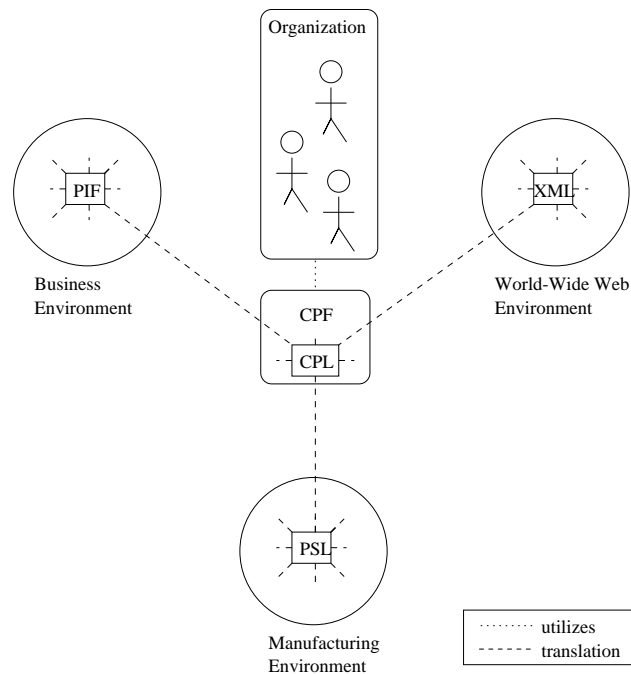 Organization
PIF
XML
Business
Environment
World-Wide Web
Environment
CPF
CPL
PSL
Manufacturing
Environment
utilizes
translation